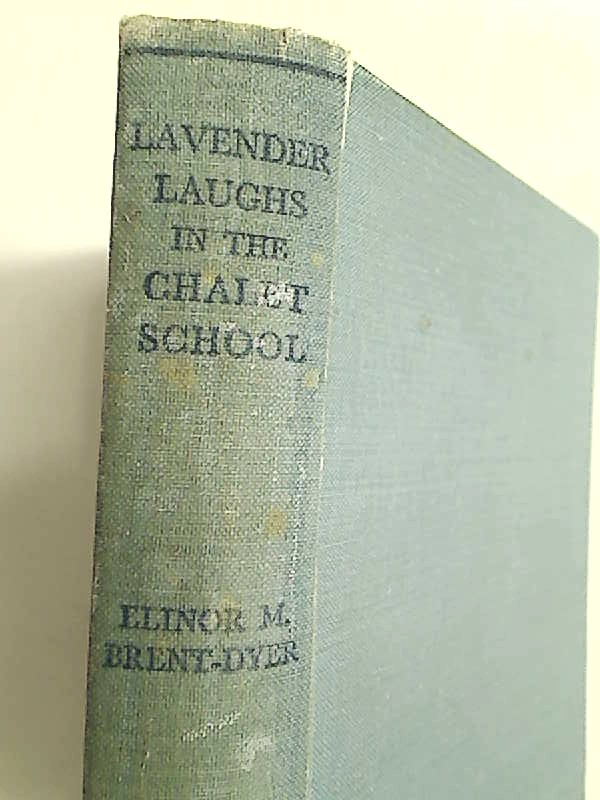 LAVENDER
LAUGHS
IN THE
CHALET
SCHOOL
ELINOR M.
BRENT-DYER